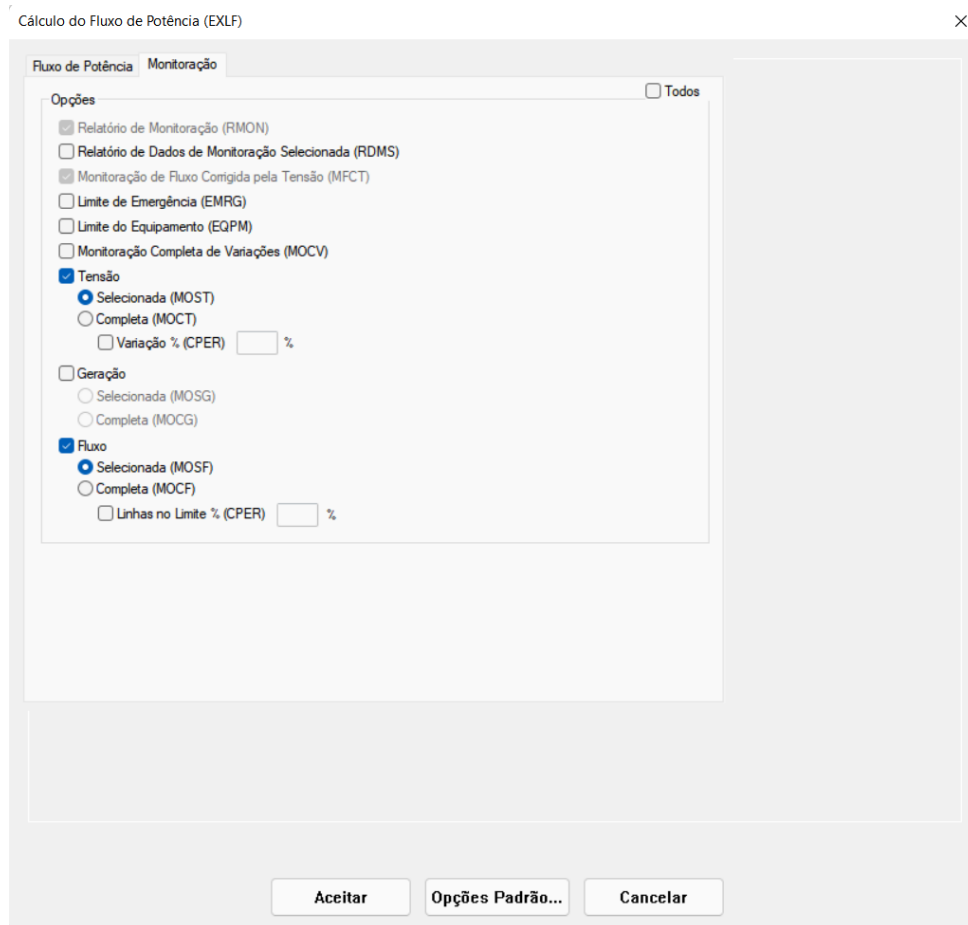 Cálculo do Fluxo de Potência (EXLF)
Fluxo de Potência Monitoração
Todos
Opções
Relatório de Monitoração (RMON)
Relatório de Dados de Monitoração Selecionada (RDMS)
Monitoração de Fluxo Corrigida pela Tensão (MFCT)
Limite de Emergência (EMRG)
Limite do Equipamento (EQPM)
Monitoração Completa de Variações (MOCV)
Tensão
Selecionada (MOST)
Completa (MOCT)
Variação % (CPER) %
Geração
Selecionada (MOSG)
Completa (MOCG)
Fluxo
Selecionada (MOSF)
Completa (MOCF)
Linhas no Limite % (CPER) %
Aceitar Opções Padrão... Cancelar